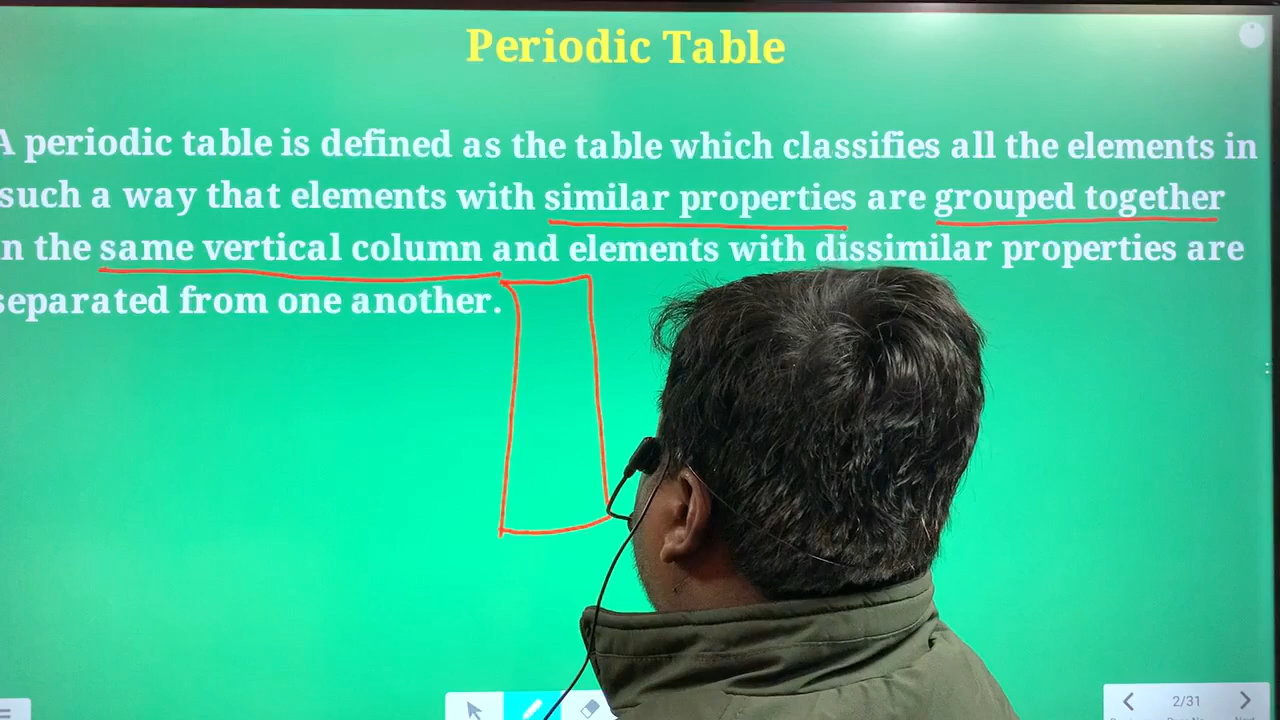 Periodic Table
A periodic table is defined as the table which classifies all the elements in
such a way that elements with similar properties are grouped together
in the same vertical column and elements with dissimilar properties are
separated from one another.
2/31